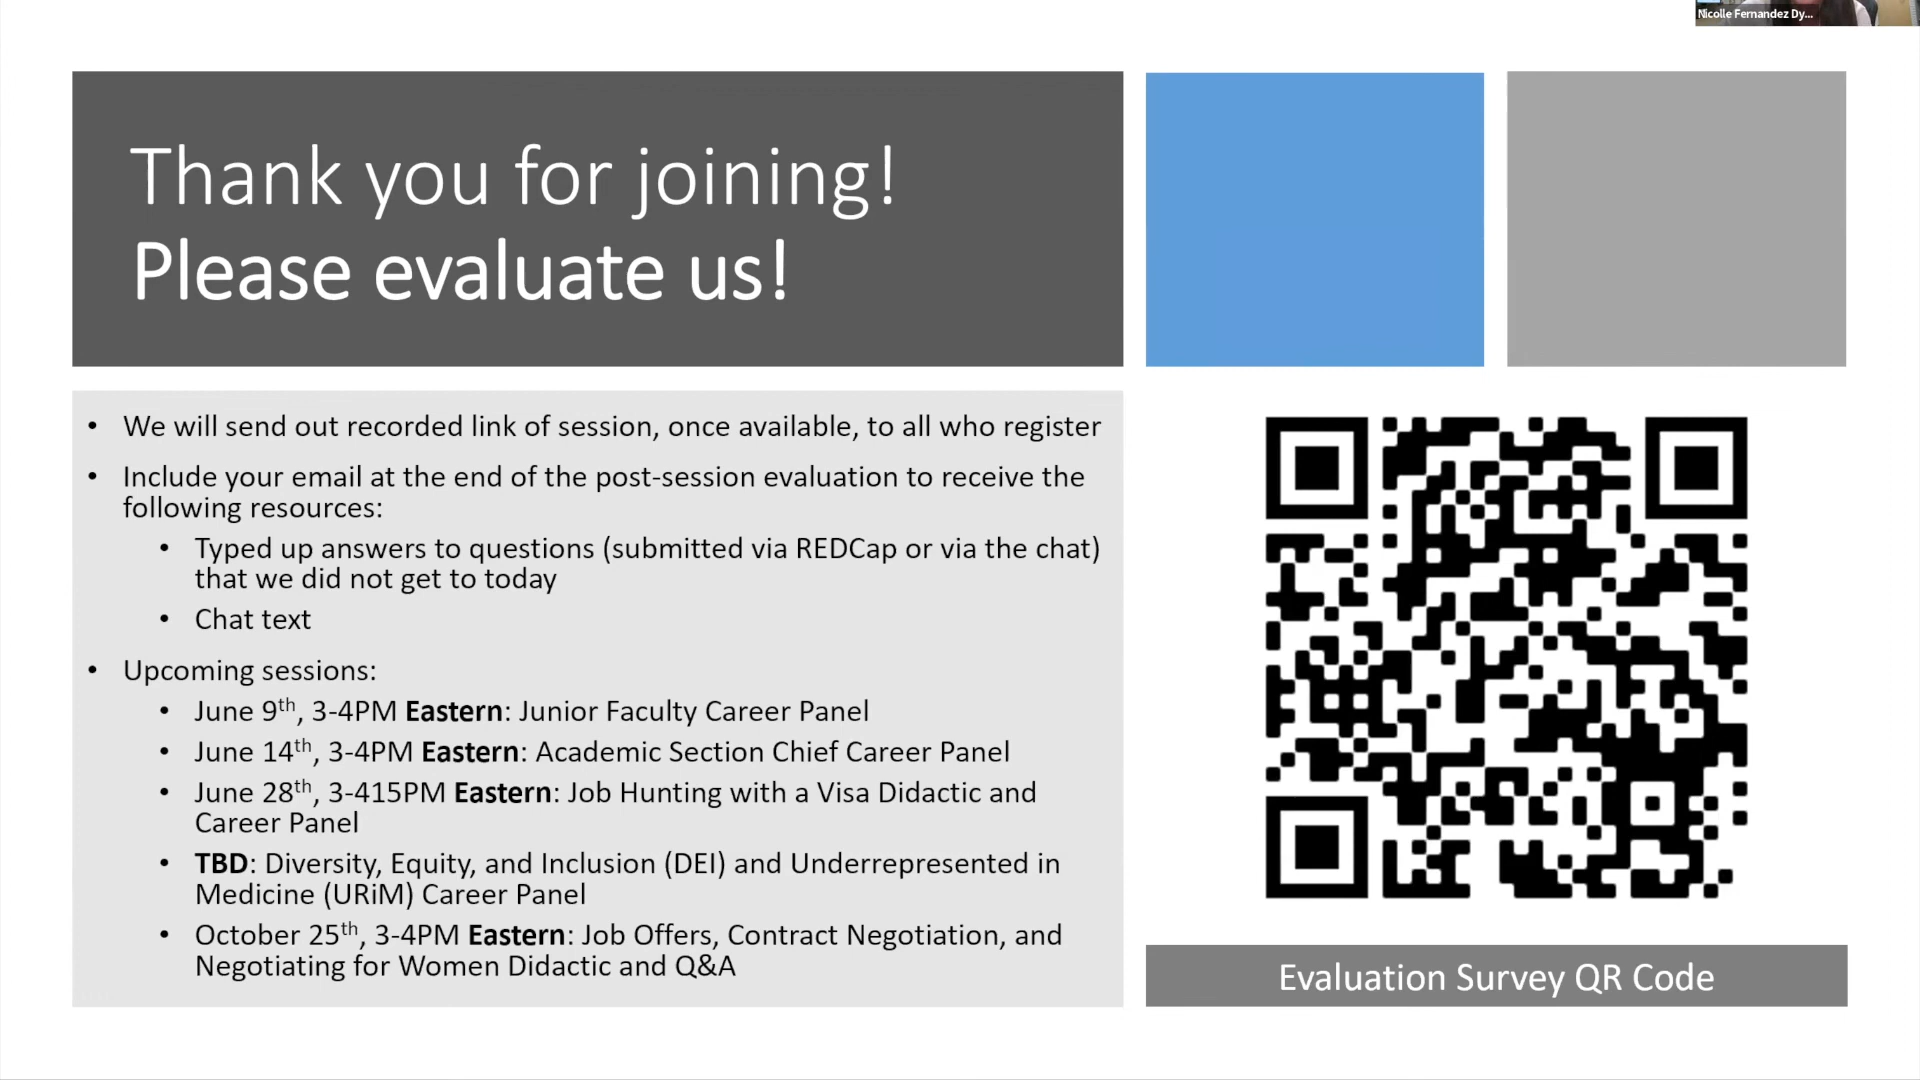 Nicolle Fernandez Dy...
Thank you for joining!
Please evaluate us!
• We will send out recorded link of session, once available, to all who register
• Include your email at the end of the post-session evaluation to receive the
following resources:
• Typed up answers to questions (submitted via REDCap or via the chat)
that we did not get to today
• Chat text
• Upcoming sessions:
• June 9th, 3-4PM Eastern: Junior Faculty Career Panel
• June 14th, 3-4PM Eastern: Academic Section Chief Career Panel
• June 28th, 3-415PM Eastern: Job Hunting with a Visa Didactic and
Career Panel
• TBD: Diversity, Equity, and Inclusion (DEI) and Underrepresented in
Medicine (URiM) Career Panel
• October 25th, 3-4PM Eastern: Job Offers, Contract Negotiation, and
Negotiating for Women Didactic and Q&A
Evaluation Survey QR Code